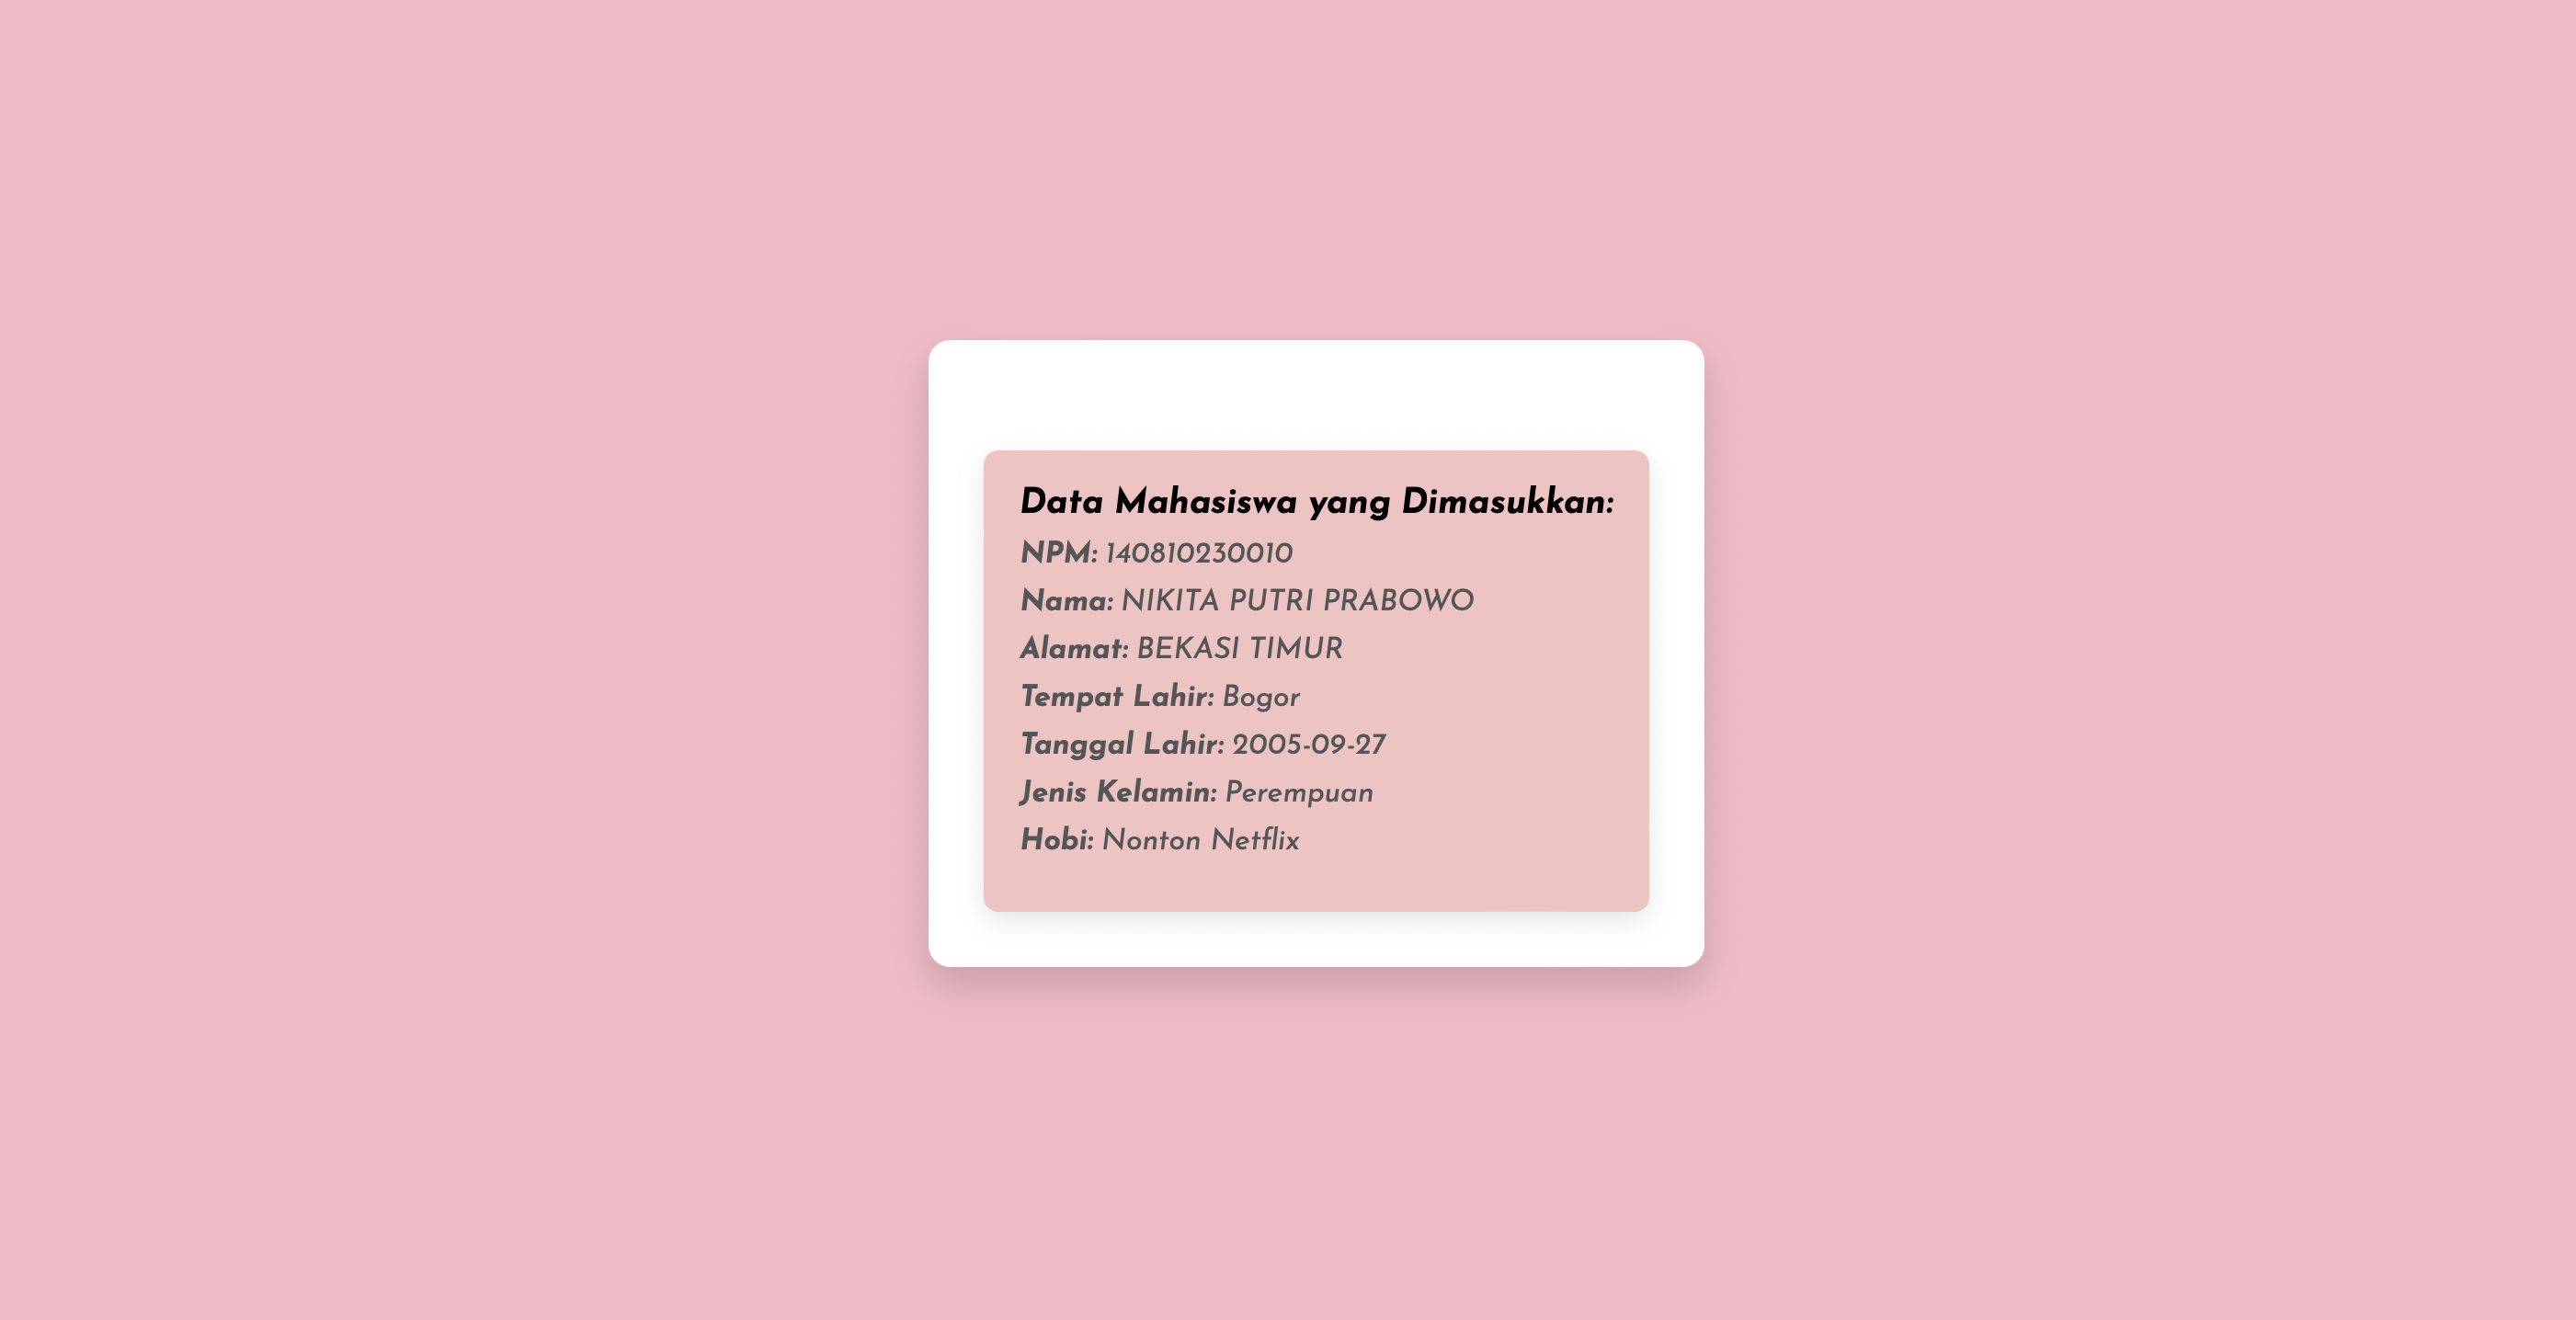 Data Mahasiswa yang Dimasukkan:
NPM: 140810230010
Nama: NIKITA PUTRI PRABOWO
Alamat: BEKASI TIMUR
Tempat Lahir: Bogor
Tanggal Lahir: 2005-09-27
Jenis Kelamin: Perempuan
Hobi: Nonton Netflix